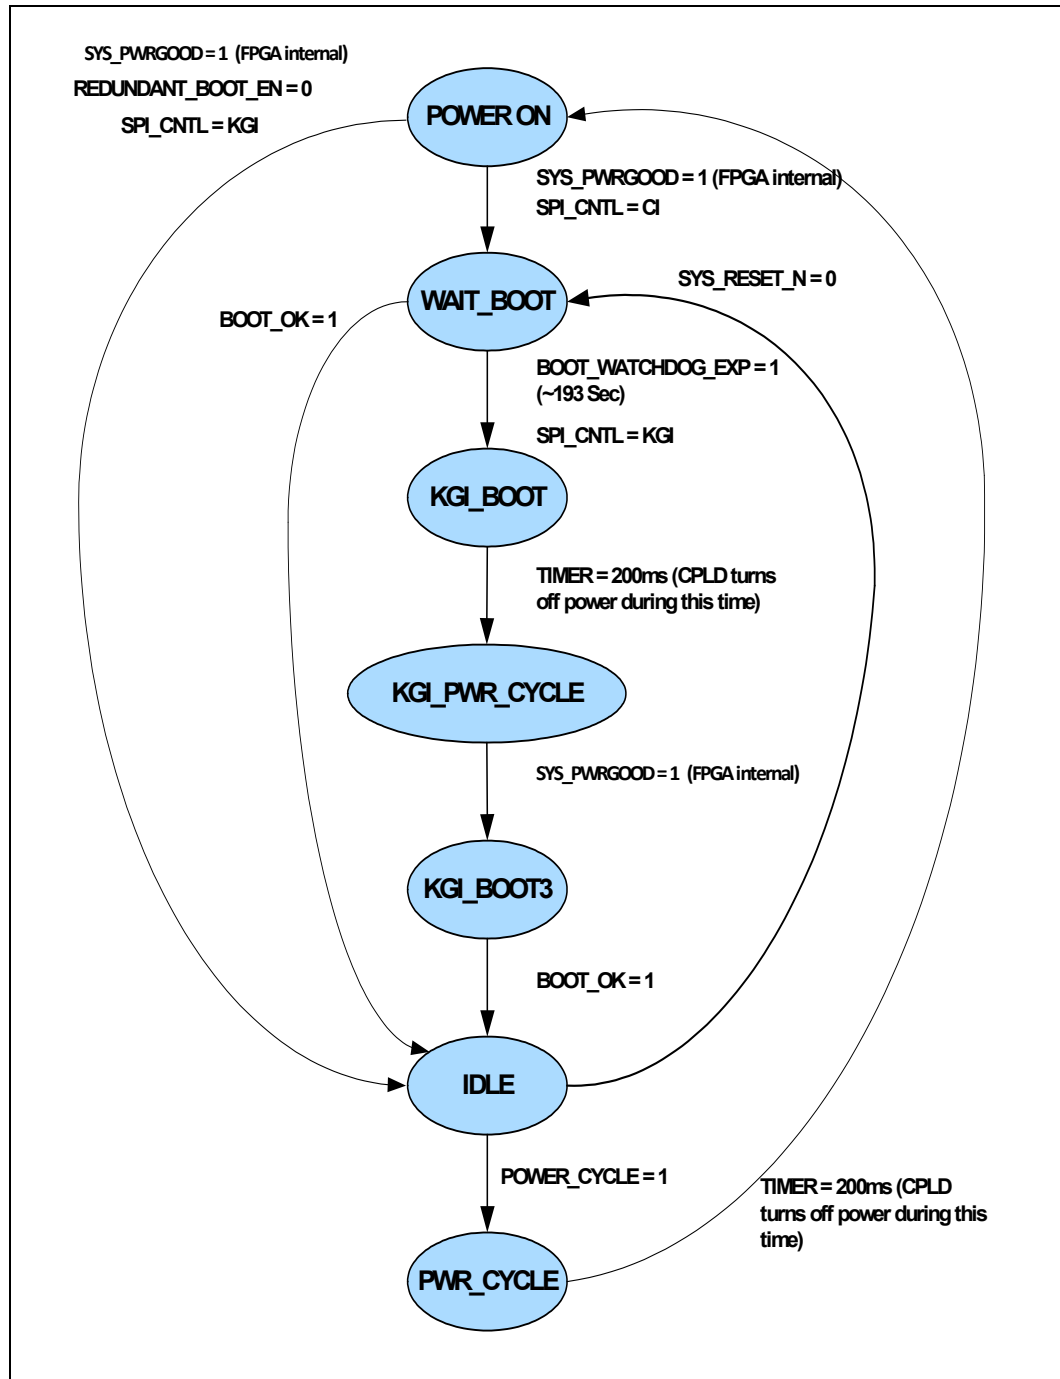 SYS_PWRGOOD = 1 (FPGA internal)
REDUNDANT_BOOT_EN = 0
SPI_CNTL = KGI
POWER ON
SYS_PWRGOOD = 1 (FPGA internal)
SPI_CNTL = CI
SYS_RESET_N = 0
WAIT_BOOT
BOOT_OK = 1
BOOT_WATCHDOG_EXP = 1
(~193 Sec)
SPI_CNTL = KGI
KGI_BOOT
TIMER = 200ms (CPLD turns
off power during this time)
KGI_PWR_CYCLE
SYS_PWRGOOD = 1 (FPGA internal)
KGI_BOOT3
BOOT_OK = 1
IDLE
POWER_CYCLE = 1
TIMER = 200ms (CPLD
turns off power during this
time)
PWR_CYCLE